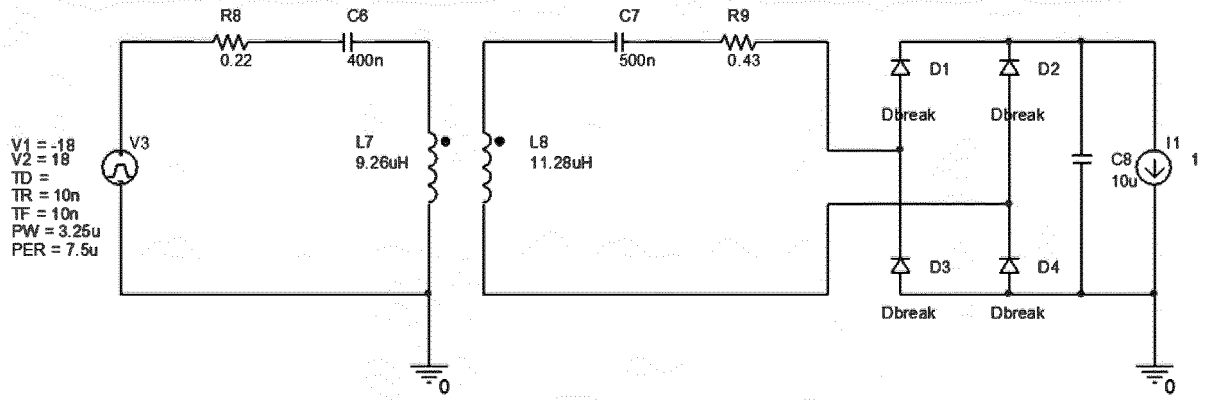 R8
C6
C7
R9
0.22
400n
500n
0.43
D1
D2
Dbreak
Dbreak
V1 = -18
V2 = 18
TD =
TR = 10n
TF = 10n
PW = 3.25u
PER = 7.5u
V3
L7
9.26uH
L8
11.28uH
C8
10u
I1
1
D3
D4
Dbreak
Dbreak
0
0